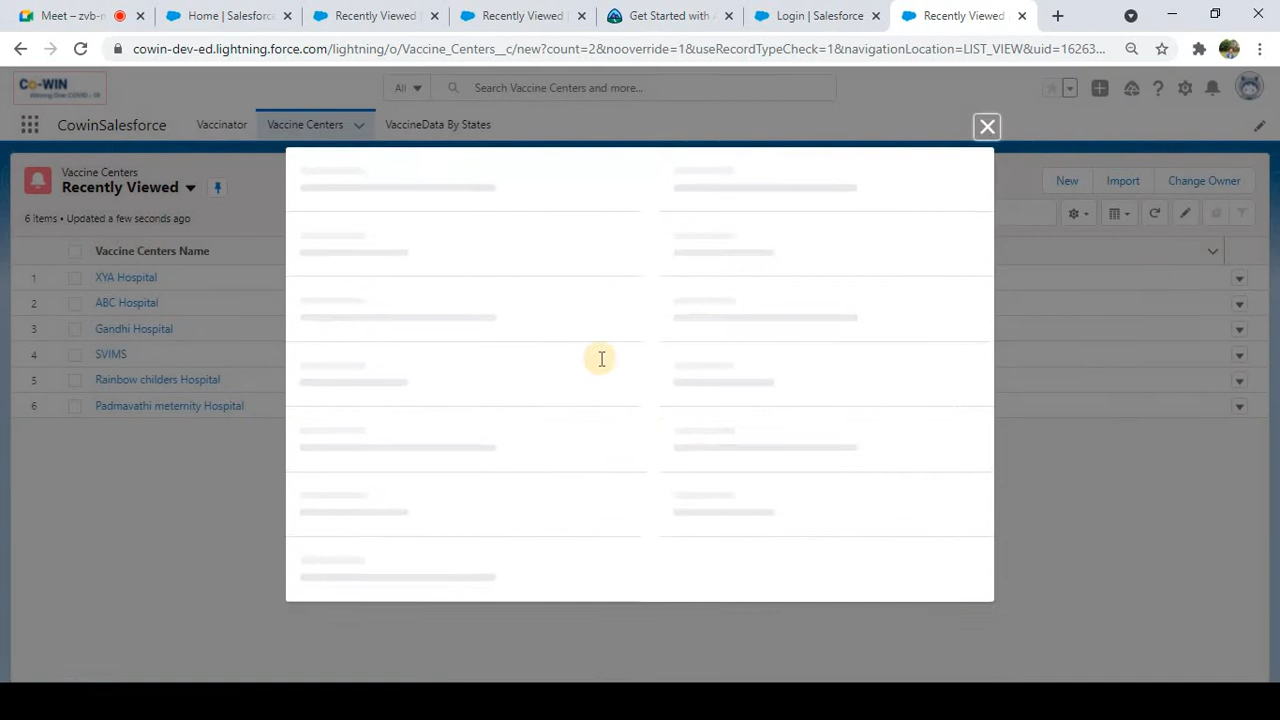 Meet – zvb-n
Home | Salesforce
Recently Viewed |
Recently Viewed |
Get Started with A
Login | Salesforce
Recently Viewed
cowin-dev-ed.lightning.force.com/lightning/o/Vaccine_Centers__c/new?count=2&nooverride=1&useRecordTypeCheck=1&navigationLocation=LIST_VIEW&uid=16263...
Co-WIN
Winning Over COVID - 19
All
Search Vaccine Centers and more...
CowinSalesforce
Vaccinator
Vaccine Centers
VaccineData By States
Vaccine Centers
Recently Viewed
New
Import
Change Owner
6 items • Updated a few seconds ago
Vaccine Centers Name
1 XYA Hospital
2 ABC Hospital
3 Gandhi Hospital
4 SVIMS
5 Rainbow childers Hospital
6 Padmavathi meternity Hospital